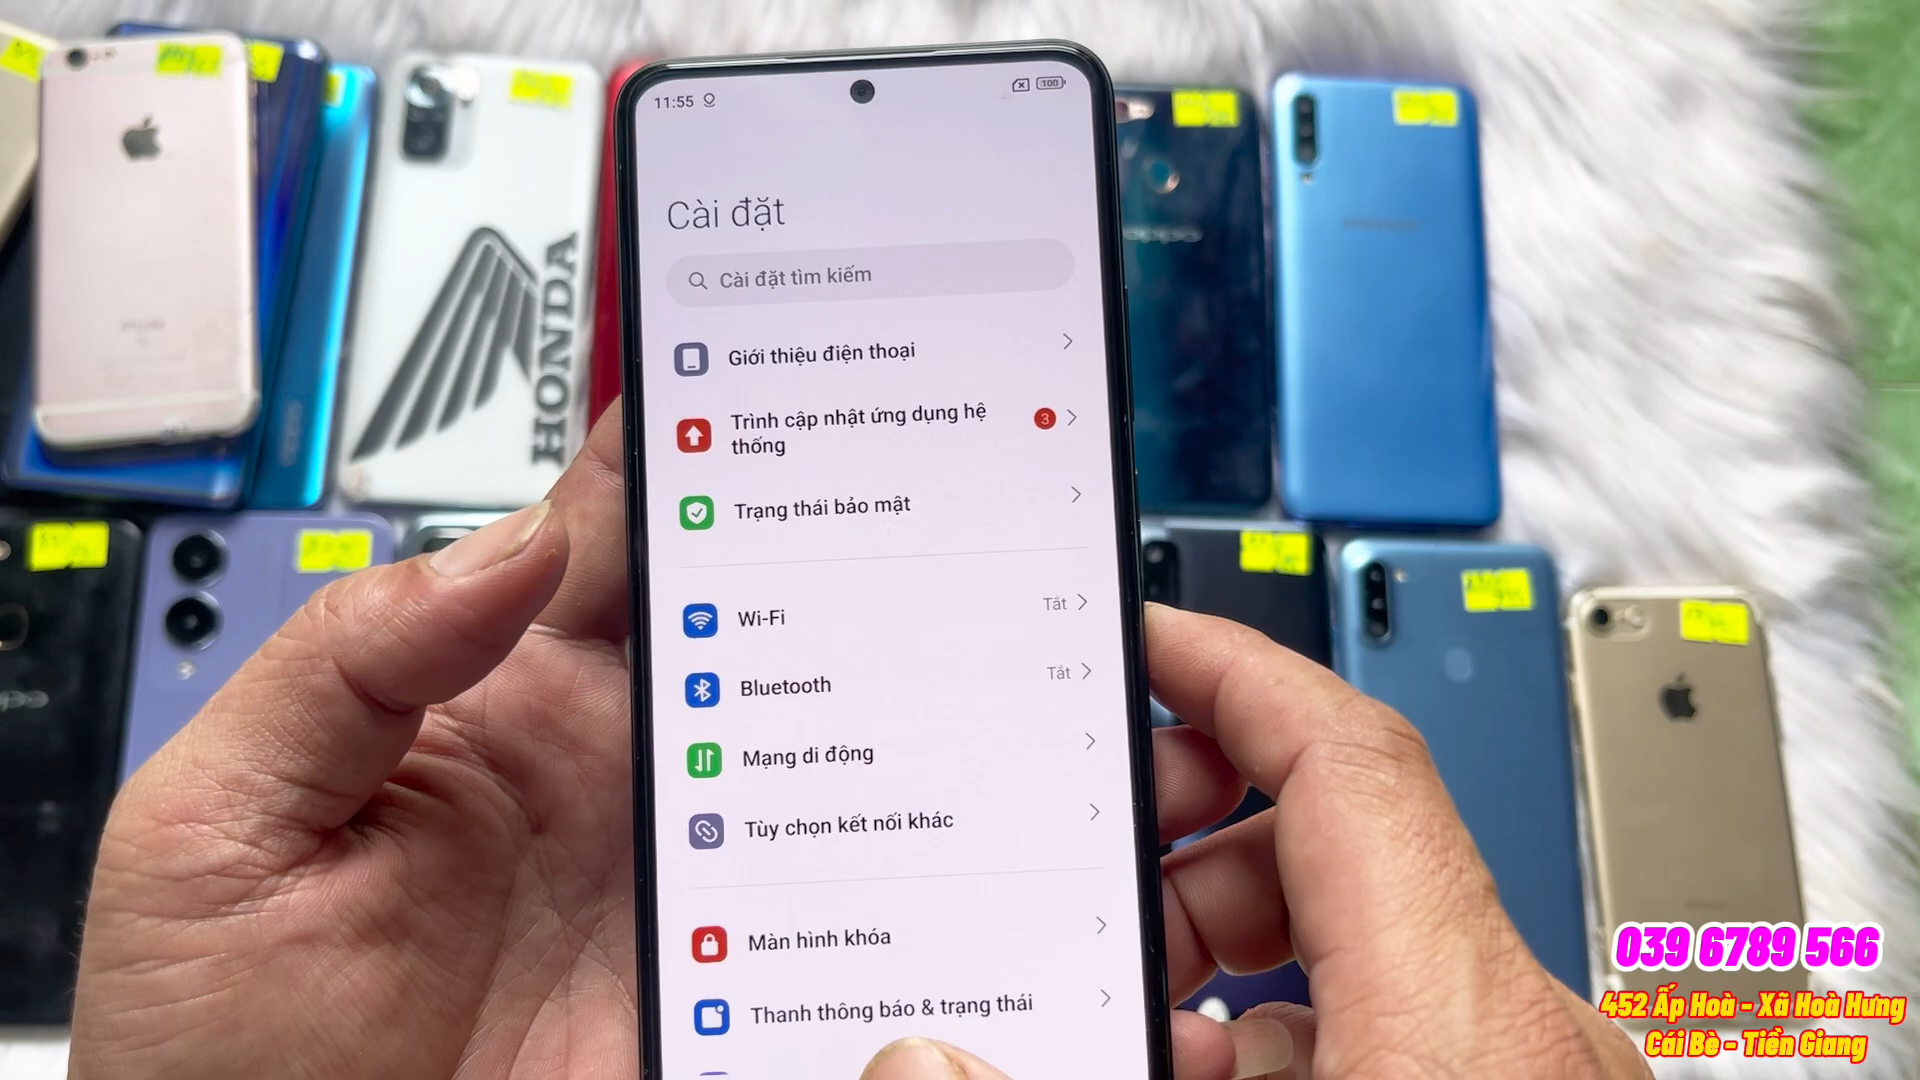 11:55
100
Cài đặt
Cài đặt tìm kiếm
Giới thiệu điện thoại
Trình cập nhật ứng dụng hệ
thống
3
Trạng thái bảo mật
Wi-Fi
Tắt
Bluetooth
Tắt
Mạng di động
Tùy chọn kết nối khác
Màn hình khóa
Thanh thông báo & trạng thái
HONDA
oppo
SAMSUNG
039 6789 566
452 Ấp Hoà - Xã Hoà Hưng
Cái Bè - Tiền Giang